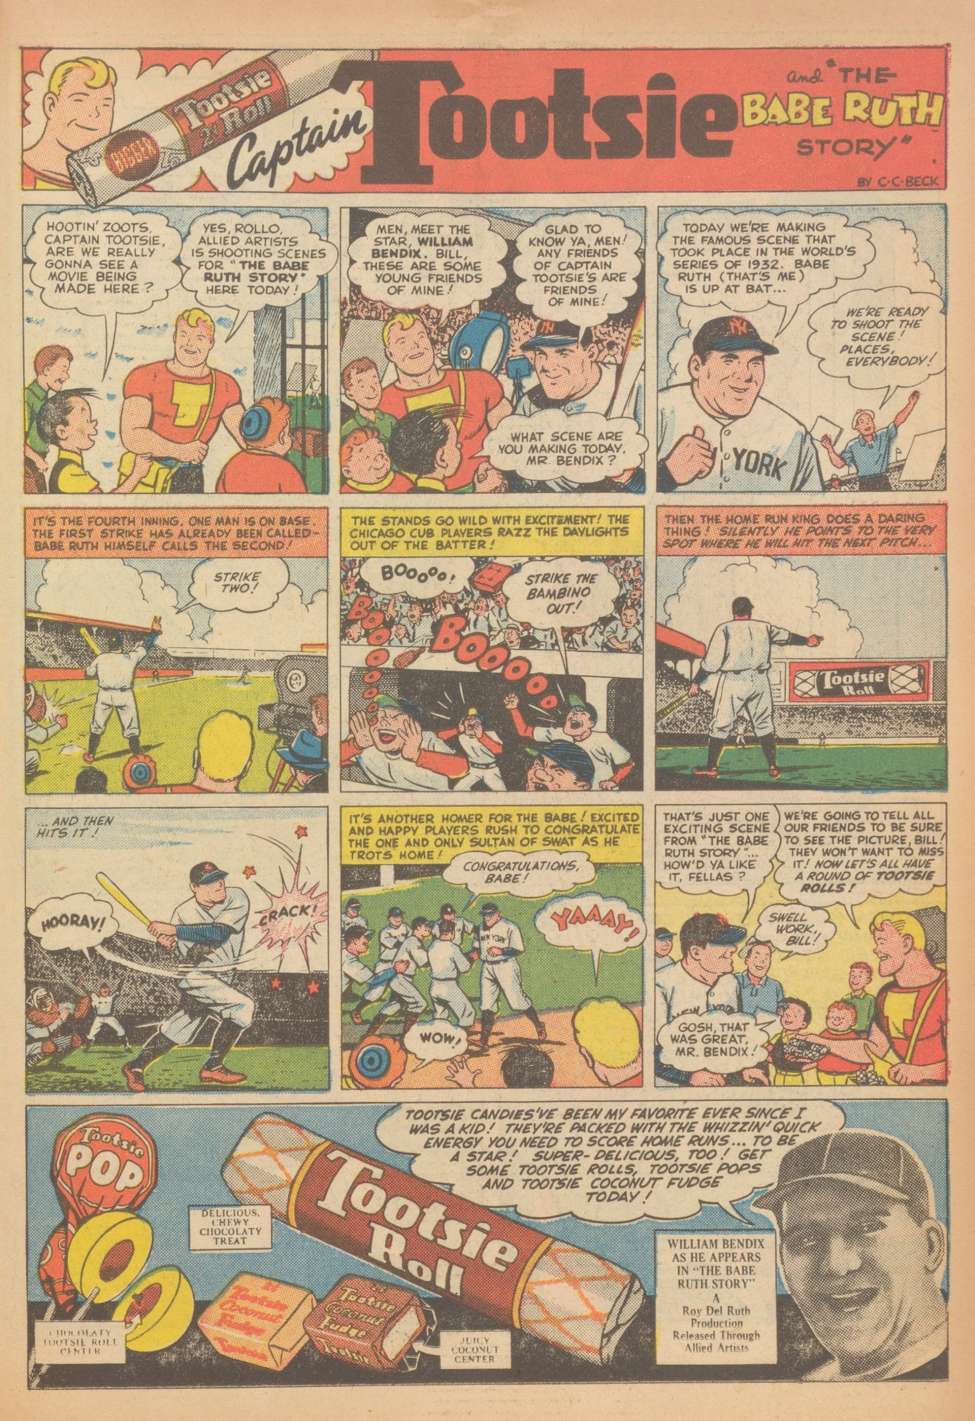 Tootsie
2¢ Roll
BIGGER
Captain
Tootsie
and "THE
BABE RUTH
STORY"
BY C·C·BECK
HOOTIN' ZOOTS,
CAPTAIN TOOTSIE,
ARE WE REALLY
GONNA SEE A
MOVIE BEING
MADE HERE?
YES, ROLLO,
ALLIED ARTISTS
IS SHOOTING SCENES
FOR "THE BABE
RUTH STORY"
HERE TODAY!
MEN, MEET THE
STAR, WILLIAM
BENDIX. BILL,
THESE ARE SOME
YOUNG FRIENDS
OF MINE!
GLAD TO
KNOW YA, MEN!
ANY FRIENDS
OF CAPTAIN
TOOTSIE'S ARE
FRIENDS
OF MINE!
WHAT SCENE ARE
YOU MAKING TODAY,
MR. BENDIX?
TODAY WE'RE MAKING
THE FAMOUS SCENE THAT
TOOK PLACE IN THE WORLD'S
SERIES OF 1932. BABE
RUTH (THAT'S ME)
IS UP AT BAT...
WE'RE READY
TO SHOOT THE
SCENE!
PLACES,
EVERYBODY!
NY
YORK
IT'S THE FOURTH INNING, ONE MAN IS ON BASE.
THE FIRST STRIKE HAS ALREADY BEEN CALLED-
BABE RUTH HIMSELF CALLS THE SECOND!
STRIKE
TWO!
THE STANDS GO WILD WITH EXCITEMENT! THE
CHICAGO CUB PLAYERS RAZZ THE DAYLIGHTS
OUT OF THE BATTER!
BOOOOO!
STRIKE THE
BAMBINO
OUT!
BOOOOO
BOOOOOO
THEN THE HOME RUN KING DOES A DARING
THING! SILENTLY HE POINTS TO THE VERY
SPOT WHERE HE WILL HIT THE NEXT PITCH...
Tootsie
Roll
...AND THEN
HITS IT!
HOORAY!
CRACK!
IT'S ANOTHER HOMER FOR THE BABE! EXCITED
AND HAPPY PLAYERS RUSH TO CONGRATULATE
THE ONE AND ONLY SULTAN OF SWAT AS HE
TROTS HOME!
CONGRATULATIONS,
BABE!
YAAAY!
NEW YORK
WOW!
THAT'S JUST ONE
EXCITING SCENE
FROM "THE BABE
RUTH STORY"...
HOW'D YA LIKE
IT, FELLAS?
WE'RE GOING TO TELL ALL
OUR FRIENDS TO BE SURE
TO SEE THE PICTURE, BILL!
THEY WON'T WANT TO MISS
IT! NOW LET'S ALL HAVE
A ROUND OF TOOTSIE
ROLLS!
SWELL
WORK,
BILL!
GOSH, THAT
WAS GREAT,
MR. BENDIX!
TOOTSIE CANDIES'VE BEEN MY FAVORITE EVER SINCE I
WAS A KID! THEY'RE PACKED WITH THE WHIZZIN' QUICK
ENERGY YOU NEED TO SCORE HOME RUNS... TO BE
A STAR! SUPER-DELICIOUS, TOO! GET
SOME TOOTSIE ROLLS, TOOTSIE POPS
AND TOOTSIE COCONUT FUDGE
TODAY!
Tootsie
POP
DELICIOUS,
CHEWY
CHOCOLATY
TREAT
Tootsie
Roll
CHOCOLATY
TOOTSIE ROLL
CENTER
Tootsie
Coconut
Fudge
Tootsie
Coconut
Fudge
Tootsie
JUICY
COCONUT
CENTER
WILLIAM BENDIX
AS HE APPEARS
IN "THE BABE
RUTH STORY"
A
Roy Del Ruth
Production
Released Through
Allied Artists